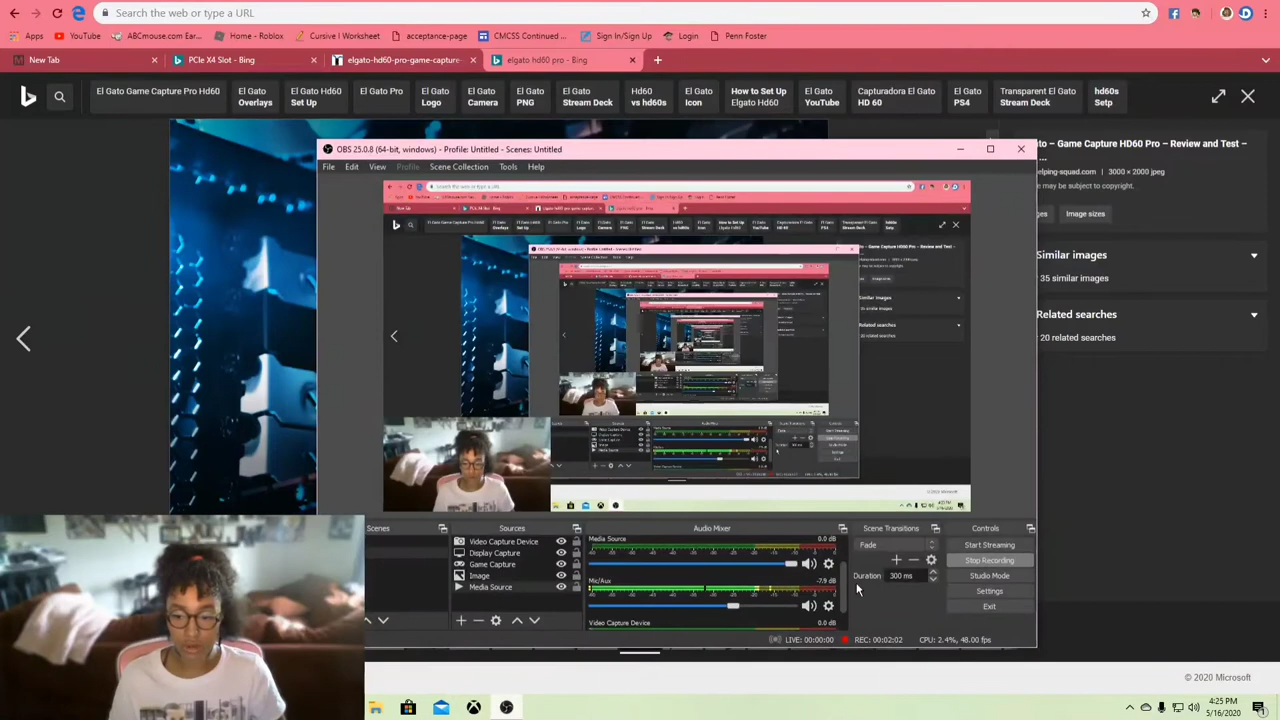 Search the web or type a URL
Apps
YouTube
ABCmouse.com Ear...
Home - Roblox
Cursive l Worksheet
acceptance-page
CMCSS Continued ...
Sign In/Sign Up
Login
Penn Foster
New Tab
PCIe X4 Slot - Bing
elgato-hd60-pro-game-capture-
elgato hd60 pro - Bing
El Gato Game Capture Pro Hd60
El Gato
Overlays
El Gato Hd60
Set Up
El Gato Pro
El Gato
Logo
El Gato
Camera
El Gato
PNG
El Gato
Stream Deck
Hd60
vs hd60s
El Gato
Icon
How to Set Up
Elgato Hd60
El Gato
YouTube
Capturadora El Gato
HD 60
El Gato
PS4
Transparent El Gato
Stream Deck
hd60s
Setp
OBS 25.0.8 (64-bit, windows) - Profile: Untitled - Scenes: Untitled
File
Edit
View
Profile
Scene Collection
Tools
Help
to – Game Capture HD60 Pro – Review and Test –
...
elping-squad.com | 3000 × 2000 jpeg
e may be subject to copyright.
ges
Image sizes
Similar images
35 similar images
Related searches
20 related searches
Scenes
Sources
Audio Mixer
Scene Transitions
Controls
Video Capture Device
Display Capture
Game Capture
Image
Media Source
Media Source
0.0 dB
Mic/Aux
-7.9 dB
Video Capture Device
0.0 dB
Fade
Duration
300 ms
Start Streaming
Stop Recording
Studio Mode
Settings
Exit
LIVE: 00:00:00
REC: 00:02:02
CPU: 2.4%, 48.00 fps
© 2020 Microsoft
4:25 PM
5/16/2020